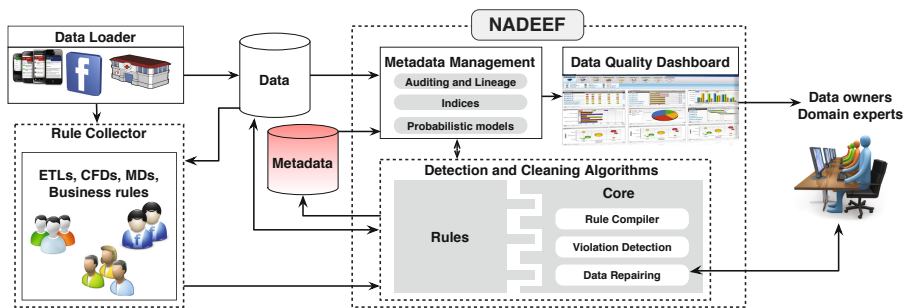 NADEEF
Data Loader
f
Data
Metadata Management
Auditing and Lineage
Indices
Probabilistic models
Data Quality Dashboard
Data owners
Domain experts
Rule Collector
ETLs, CFDs, MDs,
Business rules
Metadata
Detection and Cleaning Algorithms
Rules
Core
Rule Compiler
Violation Detection
Data Repairing